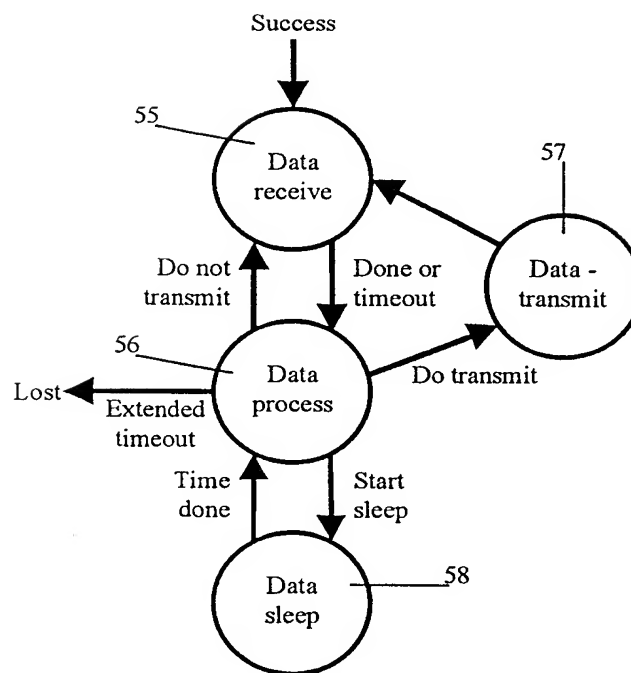 Success
55
Data
receive
57
Data -
transmit
Do not
transmit
Done or
timeout
56
Data
process
Do transmit
Lost
Extended
timeout
Time
done
Start
sleep
Data
sleep
58